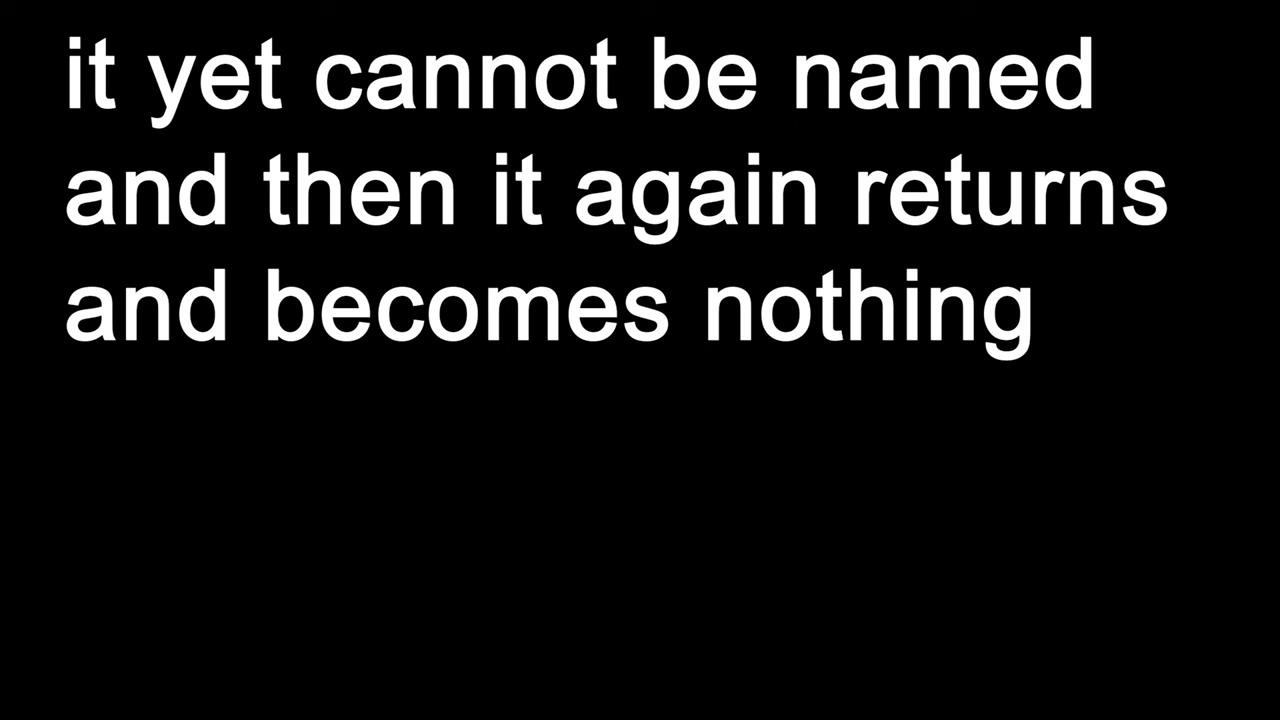 it yet cannot be named
and then it again returns
and becomes nothing